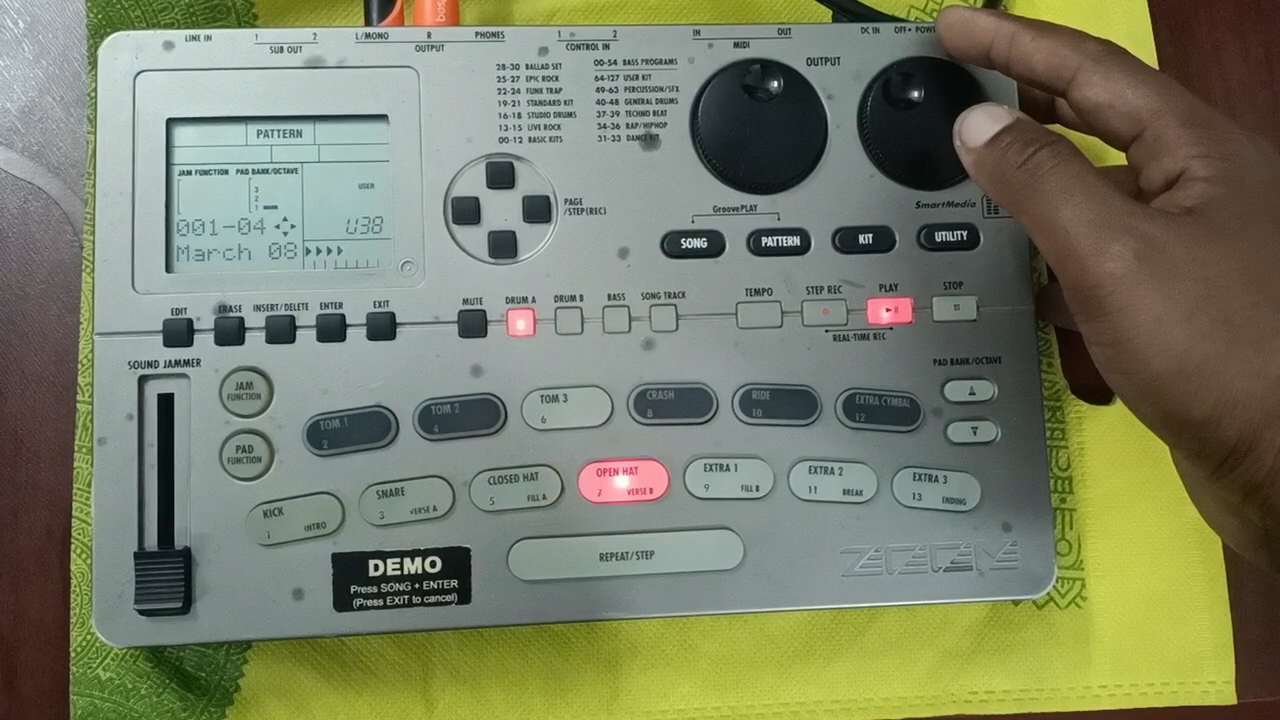 LINE IN
1 2
SUB OUT
L/MONO R PHONES
OUTPUT
1 2
CONTROL IN
IN OUT
MIDI
DC IN OFF• POWER
OUTPUT
28-30 BALLAD SET
25-27 EPIC ROCK
22-24 FUNK TRAP
19-21 STANDARD KIT
16-18 STUDIO DRUMS
13-15 LIVE ROCK
00-12 BASIC KITS
00-54 BASS PROGRAMS
64-127 USER KIT
49-63 PERCUSSION/SFX
40-48 GENERAL DRUMS
37-39 TECHNO BEAT
34-36 RAP/HIPHOP
31-33 DANCE KIT
PATTERN
JAM FUNCTION PAD BANK/OCTAVE
3
2
1
USER
001-04 U38
March 08
PAGE
/STEP(REC)
SmartMedia
GroovePLAY
SONG PATTERN KIT UTILITY
EDIT ERASE INSERT/DELETE ENTER EXIT
MUTE DRUM A DRUM B BASS SONG TRACK
TEMPO STEP REC PLAY STOP
REAL-TIME REC
SOUND JAMMER
JAM
FUNCTION
PAD
FUNCTION
PAD BANK/OCTAVE
TOM 1
2
TOM 2
4
TOM 3
6
CRASH
8
RIDE
10
EXTRA CYMBAL
12
KICK
1 INTRO
SNARE
3 VERSE A
CLOSED HAT
5 FILL A
OPEN HAT
7 VERSE B
EXTRA 1
9 FILL B
EXTRA 2
11 BREAK
EXTRA 3
13 ENDING
REPEAT/STEP
ZOOM
DEMO
Press SONG + ENTER
(Press EXIT to cancel)